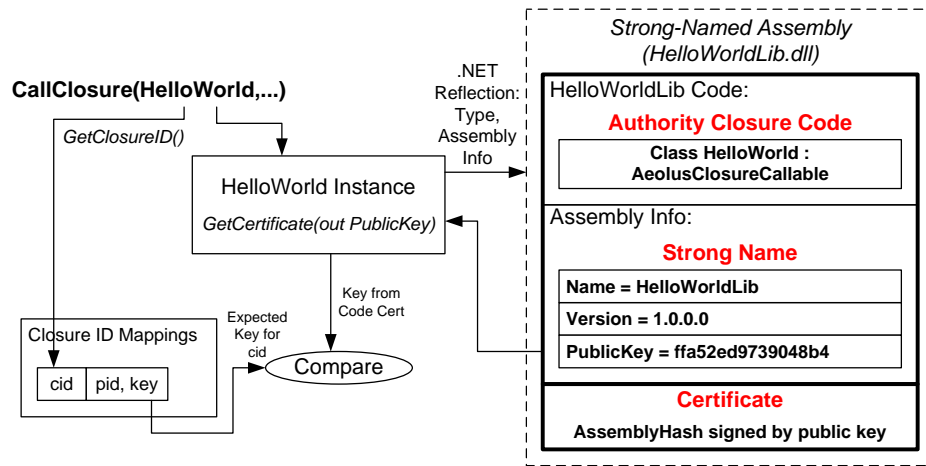 Strong-Named Assembly
(HelloWorldLib.dll)
CallClosure(HelloWorld,...)
GetClosureID()
.NET
Reflection:
Type,
Assembly
Info
HelloWorld Instance
GetCertificate(out PublicKey)
HelloWorldLib Code:
Authority Closure Code
Class HelloWorld :
AeolusClosureCallable
Assembly Info:
Strong Name
Name = HelloWorldLib
Version = 1.0.0.0
PublicKey = ffa52ed9739048b4
Certificate
AssemblyHash signed by public key
Key from
Code Cert
Expected
Key for
cid
Closure ID Mappings
cid
pid, key
Compare